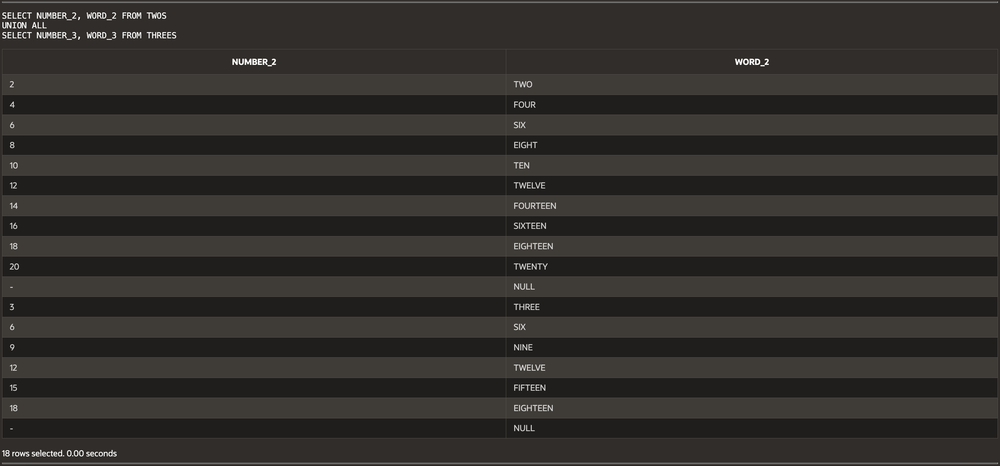 SELECT NUMBER_2, WORD_2 FROM TWOS
UNION ALL
SELECT NUMBER_3, WORD_3 FROM THREES
NUMBER_2 WORD_2
2 TWO
4 FOUR
6 SIX
8 EIGHT
10 TEN
12 TWELVE
14 FOURTEEN
16 SIXTEEN
18 EIGHTEEN
20 TWENTY
- NULL
3 THREE
6 SIX
9 NINE
12 TWELVE
15 FIFTEEN
18 EIGHTEEN
- NULL
18 rows selected. 0.00 seconds